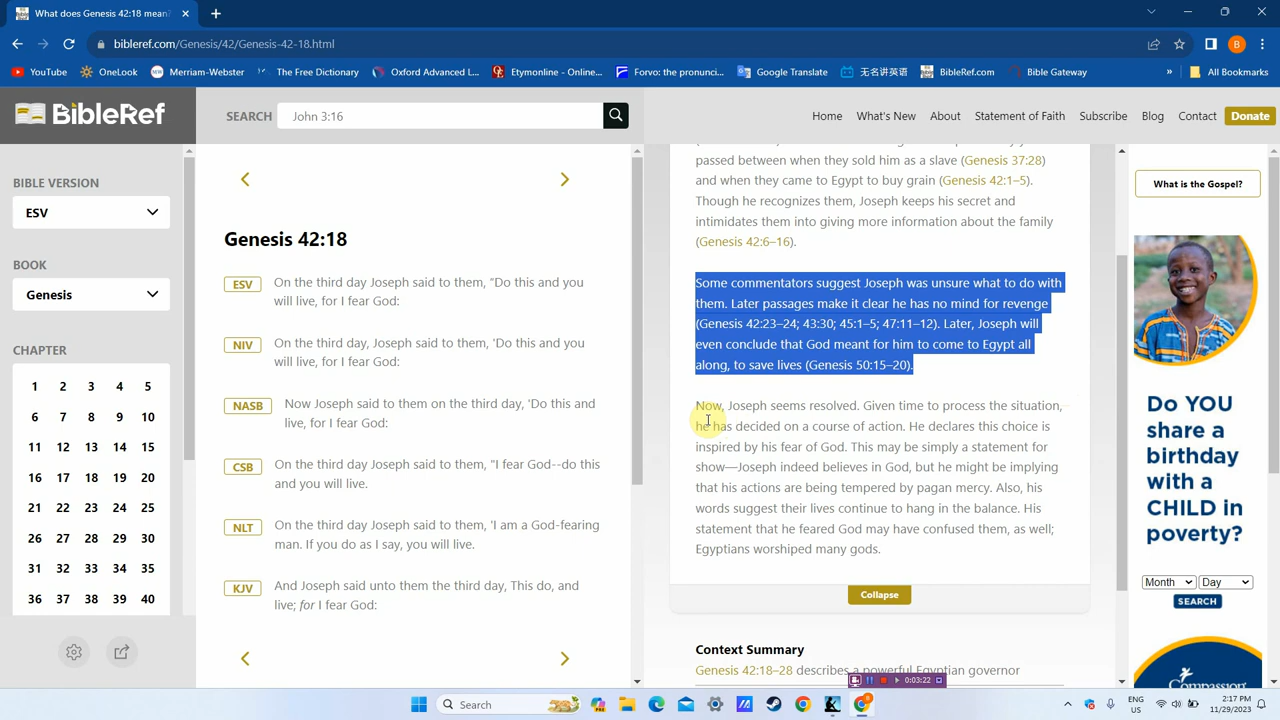 What does Genesis 42:18 mean?
bibleref.com/Genesis/42/Genesis-42-18.html
B
YouTube
OneLook
Merriam-Webster
The Free Dictionary
Oxford Advanced L...
Etymonline - Online...
Forvo: the pronunci...
Google Translate
无名讲英语
BibleRef.com
Bible Gateway
»
All Bookmarks
BibleRef
SEARCH
John 3:16
Home
What's New
About
Statement of Faith
Subscribe
Blog
Contact
Donate
BIBLE VERSION
ESV
BOOK
Genesis
CHAPTER
1 2 3 4 5
6 7 8 9 10
11 12 13 14 15
16 17 18 19 20
21 22 23 24 25
26 27 28 29 30
31 32 33 34 35
36 37 38 39 40
Genesis 42:18
ESV On the third day Joseph said to them, "Do this and you
will live, for I fear God:
NIV On the third day, Joseph said to them, 'Do this and you
will live, for I fear God:
NASB Now Joseph said to them on the third day, 'Do this and
live, for I fear God:
CSB On the third day Joseph said to them, "I fear God--do this
and you will live.
NLT On the third day Joseph said to them, 'I am a God-fearing
man. If you do as I say, you will live.
KJV And Joseph said unto them the third day, This do, and
live; for I fear God:
passed between when they sold him as a slave (Genesis 37:28)
and when they came to Egypt to buy grain (Genesis 42:1–5).
Though he recognizes them, Joseph keeps his secret and
intimidates them into giving more information about the family
(Genesis 42:6–16).
Some commentators suggest Joseph was unsure what to do with
them. Later passages make it clear he has no mind for revenge
(Genesis 42:23–24; 43:30; 45:1–5; 47:11–12). Later, Joseph will
even conclude that God meant for him to come to Egypt all
along, to save lives (Genesis 50:15–20).
Now, Joseph seems resolved. Given time to process the situation,
he has decided on a course of action. He declares this choice is
inspired by his fear of God. This may be simply a statement for
show—Joseph indeed believes in God, but he might be implying
that his actions are being tempered by pagan mercy. Also, his
words suggest their lives continue to hang in the balance. His
statement that he feared God may have confused them, as well;
Egyptians worshiped many gods.
Collapse
Context Summary
Genesis 42:18–28 describes a powerful Egyptian governor
What is the Gospel?
Do YOU
share a
birthday
with a
CHILD in
poverty?
Month
Day
SEARCH
Compassion
0:03:22
Search
ENG
US
2:17 PM
11/29/2023